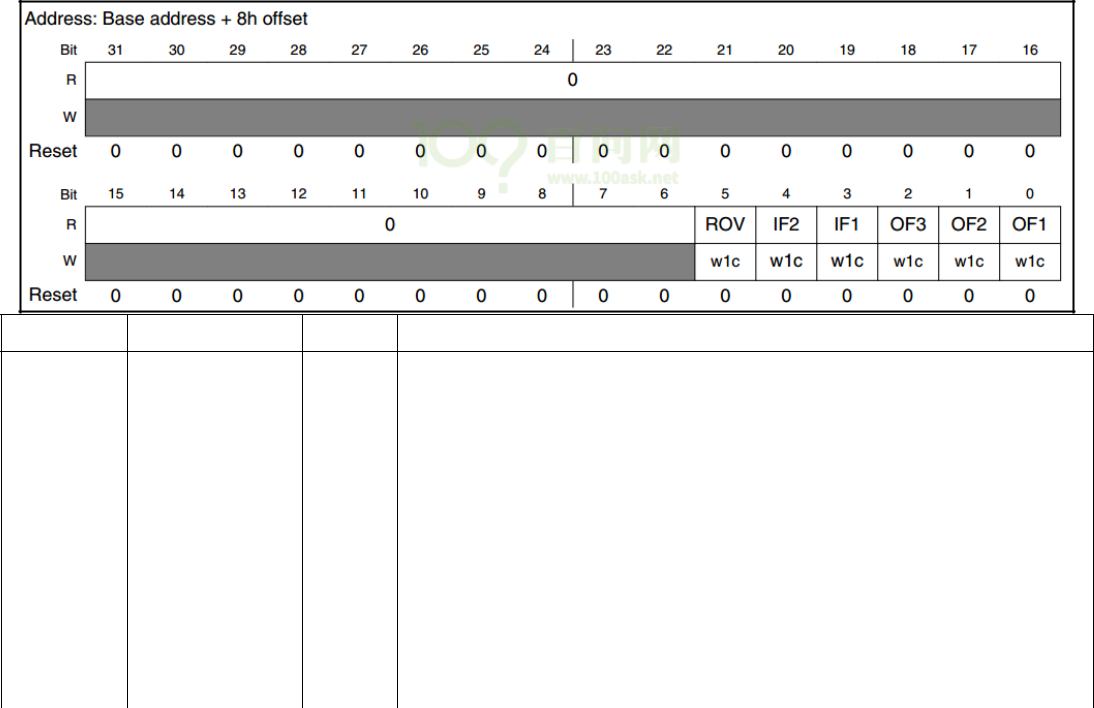 Address: Base address + 8h offset
Bit 31 30 29 28 27 26 25 24 23 22 21 20 19 18 17 16
R 0
W
Reset 0 0 0 0 0 0 0 0 0 0 0 0 0 0 0 0
百问网
www.100ask.net
Bit 15 14 13 12 11 10 9 8 7 6 5 4 3 2 1 0
R 0 ROV IF2 IF1 OF3 OF2 OF1
W w1c w1c w1c w1c w1c w1c
Reset 0 0 0 0 0 0 0 0 0 0 0 0 0 0 0 0